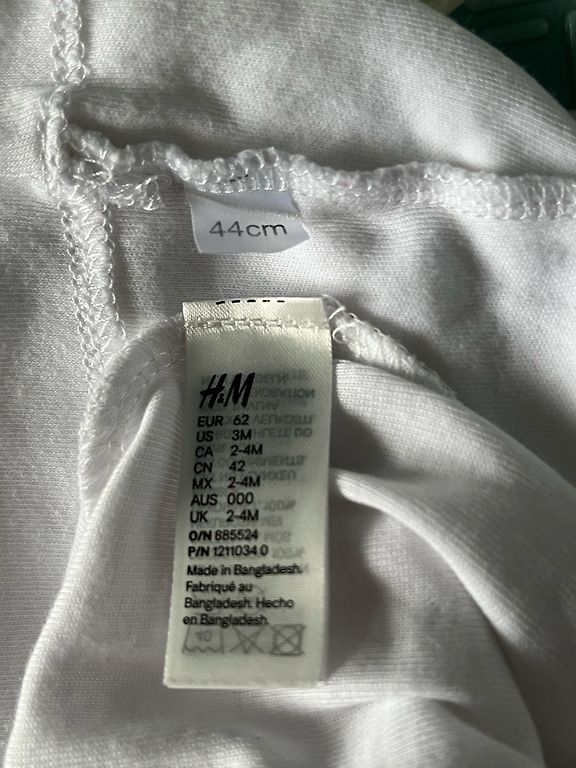 44cm
H&M
EUR 62
US 3M
CA 2-4M
CN 42
MX 2-4M
AUS 000
UK 2-4M
O/N 885524
P/N 1211034 0
Made in Bangladesh.
Fabriqué au
Bangladesh. Hecho
en Bangladesh.
40